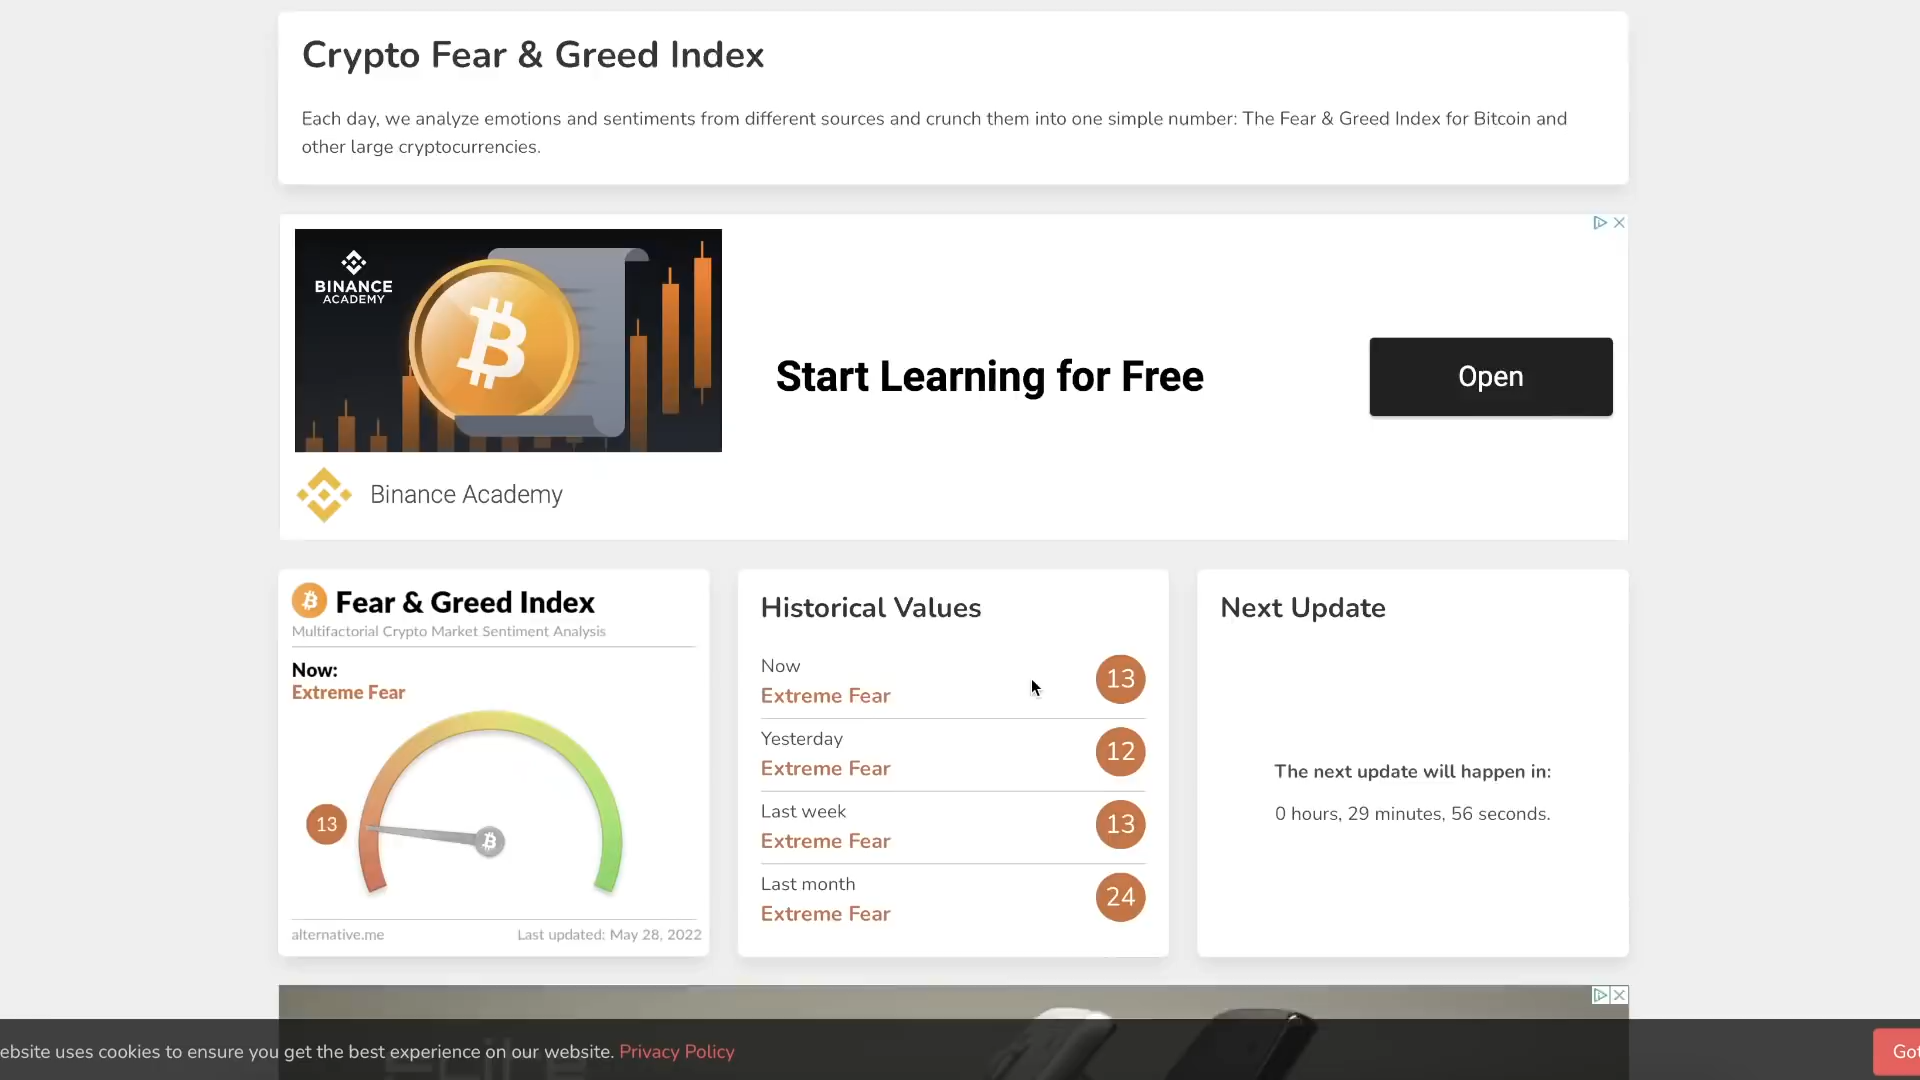 Crypto Fear & Greed Index
Each day, we analyze emotions and sentiments from different sources and crunch them into one simple number: The Fear & Greed Index for Bitcoin and
other large cryptocurrencies.
BINANCE
ACADEMY
Start Learning for Free
Open
Binance Academy
Fear & Greed Index
Multifactorial Crypto Market Sentiment Analysis
Now:
Extreme Fear
13
alternative.me
Last updated: May 28, 2022
Historical Values
Now
Extreme Fear
13
Yesterday
Extreme Fear
12
Last week
Extreme Fear
13
Last month
Extreme Fear
24
Next Update
The next update will happen in:
0 hours, 29 minutes, 56 seconds.
ebsite uses cookies to ensure you get the best experience on our website. Privacy Policy
Got